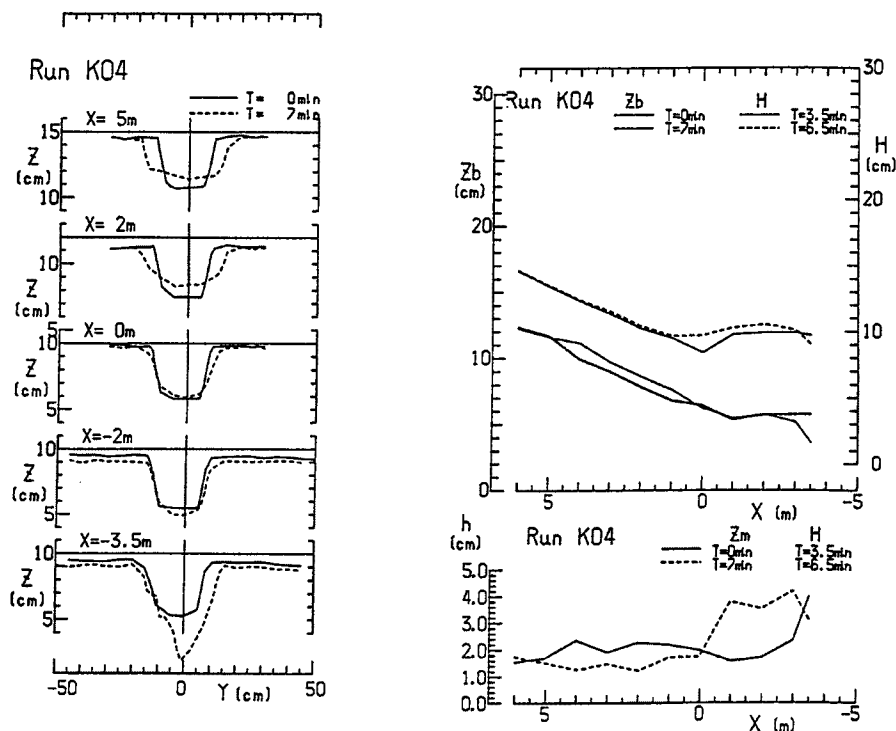 Run K04
T= 0min
T= 7min
X= 5m
15
Z
(cm)
10
X= 2m
10
Z
(cm)
5
X= 0m
10
Z
(cm)
5
X=-2m
10
Z
(cm)
5
X=-3.5m
10
Z
(cm)
5
-50 0 50
Y (cm)
30
Run K04 Zb H
T=0min T=3.5min
T=7min T=6.5min
Zb
(cm)
20
10
0
30
H
(cm)
20
10
0
5 0 -5
X (m)
h
(cm)
Run K04 Zm H
T=0min T=3.5min
T=7min T=6.5min
5.0
4.0
3.0
2.0
1.0
0
5 0 -5
X (m)